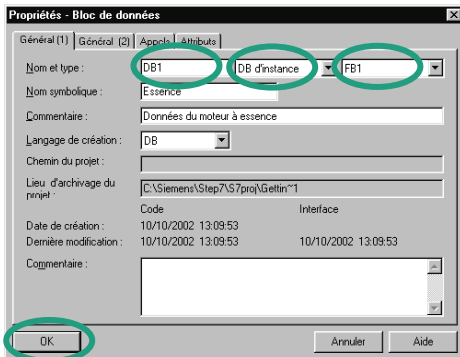 Propriétés - Bloc de données
Général (1) Général (2) Appels Attributs
Nom et type : DB1 DB d'instance FB1
Nom symbolique : Essence
Commentaire : Données du moteur à essence
Langage de création : DB
Chemin du projet :
Lieu d'archivage du projet : C:\Siemens\Step7\S7proj\Gettin~1
Code Interface
Date de création : 10/10/2002 13:09:53
Dernière modification : 10/10/2002 13:09:53 10/10/2002 13:09:53
Commentaire :
OK Annuler Aide